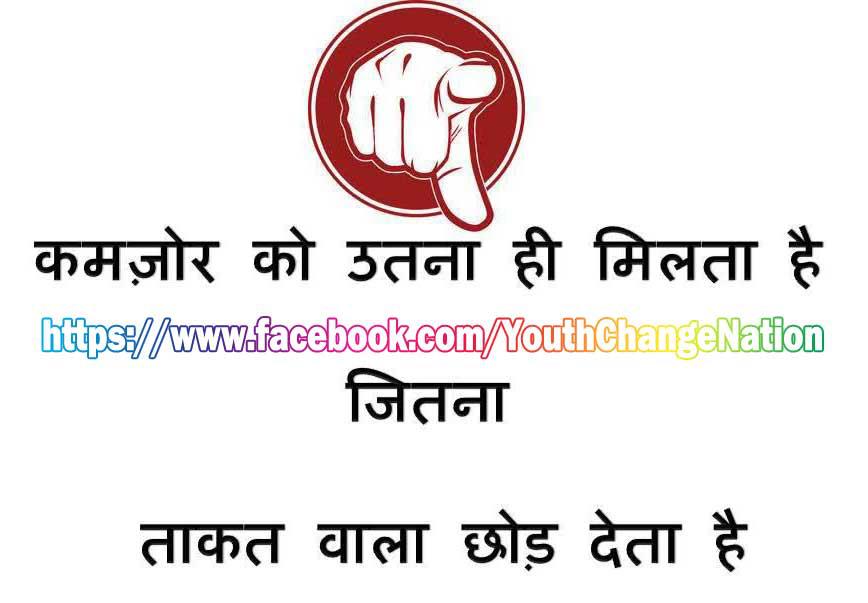 कमज़ोर को उतना ही मिलता है
https://www.facebook.com/YouthChangeNation
जितना
ताकत वाला छोड़ देता है